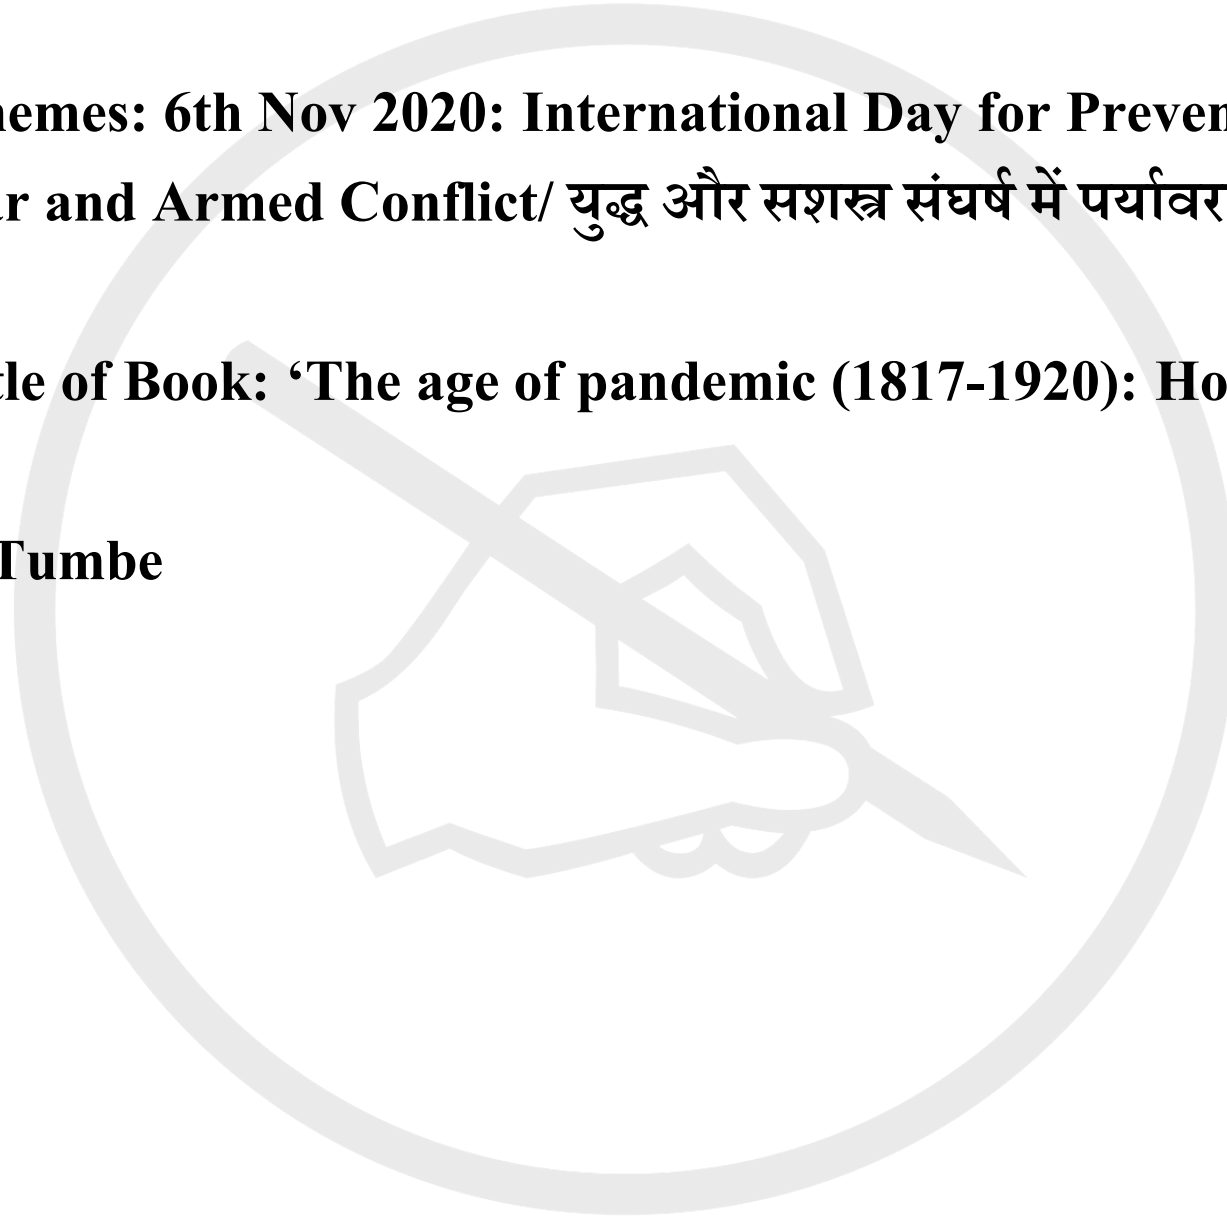 hemes: 6th Nov 2020: International Day for Preven
ar and Armed Conflict/ युद्ध और सशस्त्र संघर्ष में पर्यावर
tle of Book: ‘The age of pandemic (1817-1920): Ho
Tumbe